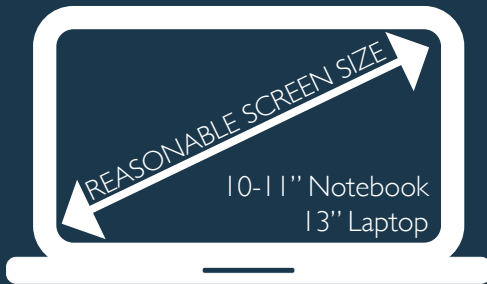 REASONABLE SCREEN SIZE
10-11’’ Notebook
13’’ Laptop